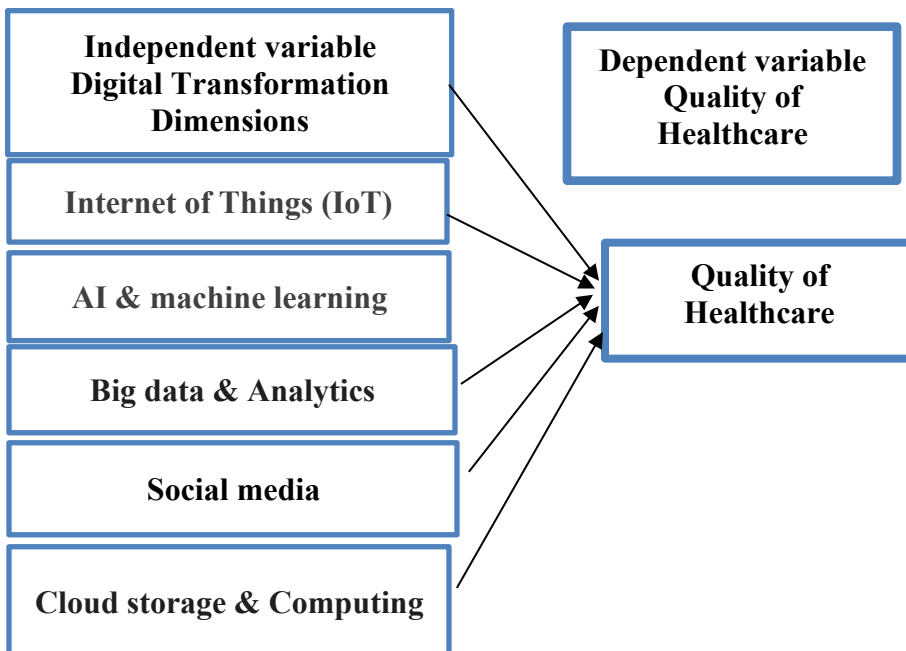 Independent variable
Digital Transformation
Dimensions
Internet of Things (IoT)
AI & machine learning
Big data & Analytics
Social media
Cloud storage & Computing
Dependent variable
Quality of
Healthcare
Quality of
Healthcare